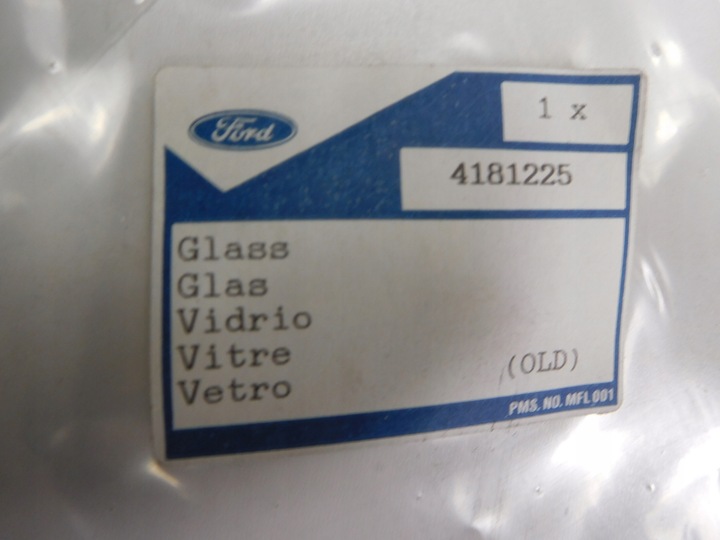 Ford
1 x
4181225
Glass
Glas
Vidrio
Vitre
Vetro
(OLD)
PMS. NO. MFL 001